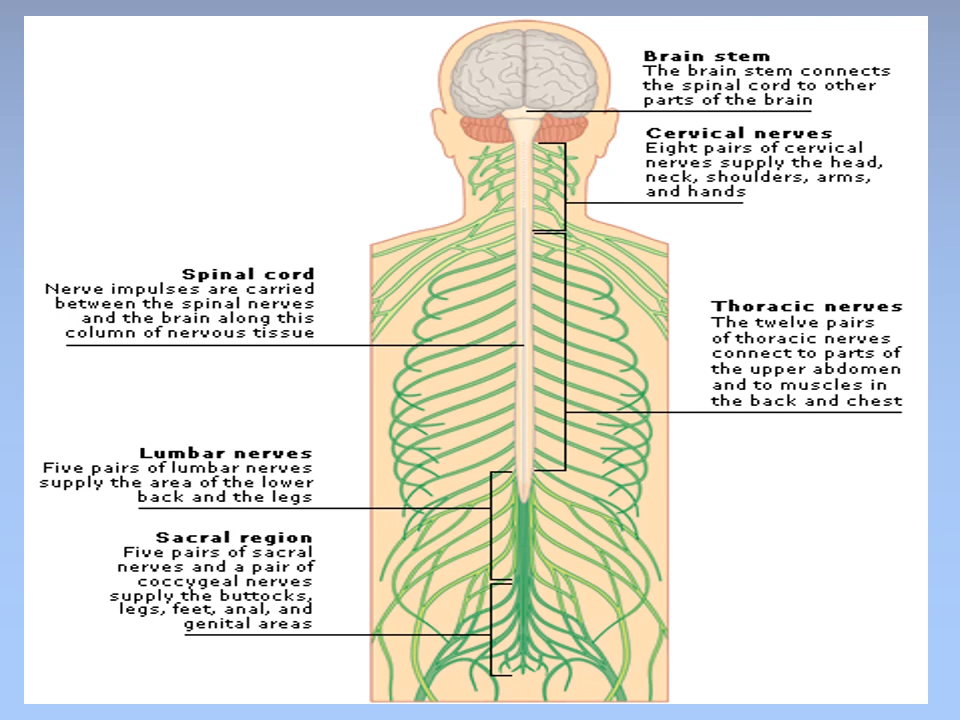 Brain stem
The brain stem connects
the spinal cord to other
parts of the brain
Cervical nerves
Eight pairs of cervical
nerves supply the head,
neck, shoulders, arms,
and hands
Spinal cord
Nerve impulses are carried
between the spinal nerves
and the brain along this
column of nervous tissue
Thoracic nerves
The twelve pairs
of thoracic nerves
connect to parts of
the upper abdomen
and to muscles in
the back and chest
Lumbar nerves
Five pairs of lumbar nerves
supply the area of the lower
back and the legs
Sacral region
Five pairs of sacral
nerves and a pair of
coccygeal nerves
supply the buttocks,
legs, feet, anal, and
genital areas